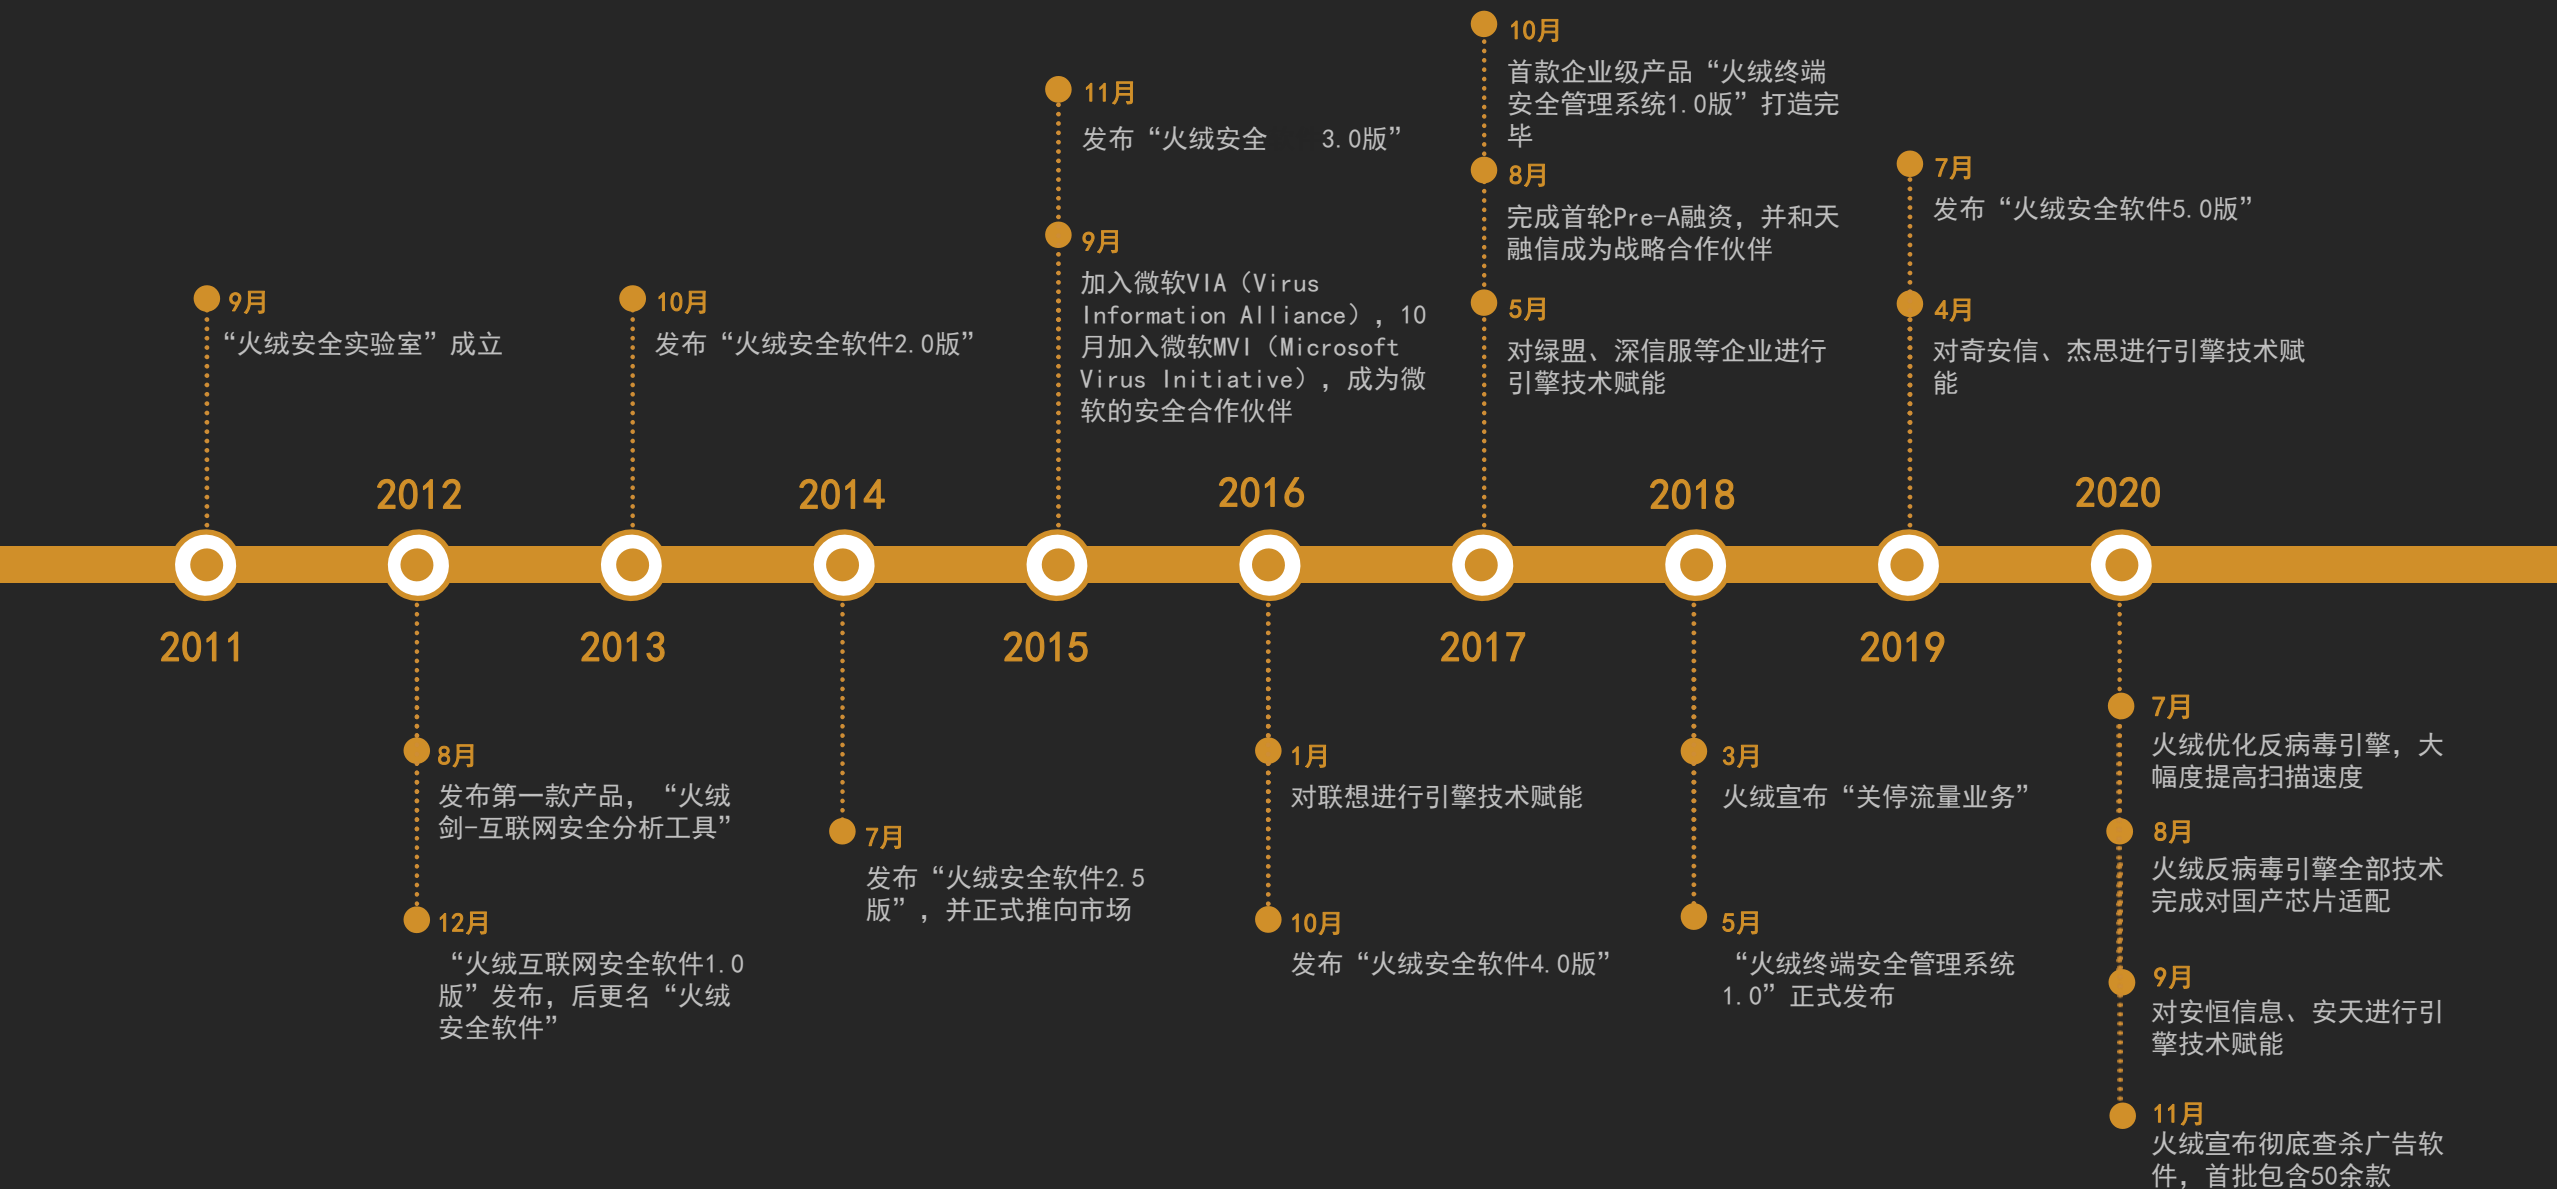 2011
9月
“火绒安全实验室”成立
2012
8月
发布第一款产品，“火绒
剑-互联网安全分析工具”
12月
“火绒互联网安全软件1.0
版”发布，后更名“火绒
安全软件”
2013
10月
发布“火绒安全软件2.0版”
2014
7月
发布“火绒安全软件2.5
版”，并正式推向市场
2015
11月
发布“火绒安全 3.0版”
9月
加入微软VIA（Virus
Information Alliance），10
月加入微软MVI（Microsoft
Virus Initiative），成为微
软的安全合作伙伴
2016
1月
对联想进行引擎技术赋能
10月
发布“火绒安全软件4.0版”
2017
10月
首款企业级产品“火绒终端
安全管理系统1.0版”打造完
毕
8月
完成首轮Pre-A融资，并和天
融信成为战略合作伙伴
5月
对绿盟、深信服等企业进行
引擎技术赋能
2018
3月
火绒宣布“关停流量业务”
5月
“火绒终端安全管理系统
1.0”正式发布
2019
7月
发布“火绒安全软件5.0版”
4月
对奇安信、杰思进行引擎技术赋
能
2020
7月
火绒优化反病毒引擎，大
幅度提高扫描速度
8月
火绒反病毒引擎全部技术
完成对国产芯片适配
9月
对安恒信息、安天进行引
擎技术赋能
11月
火绒宣布彻底查杀广告软
件，首批包含50余款